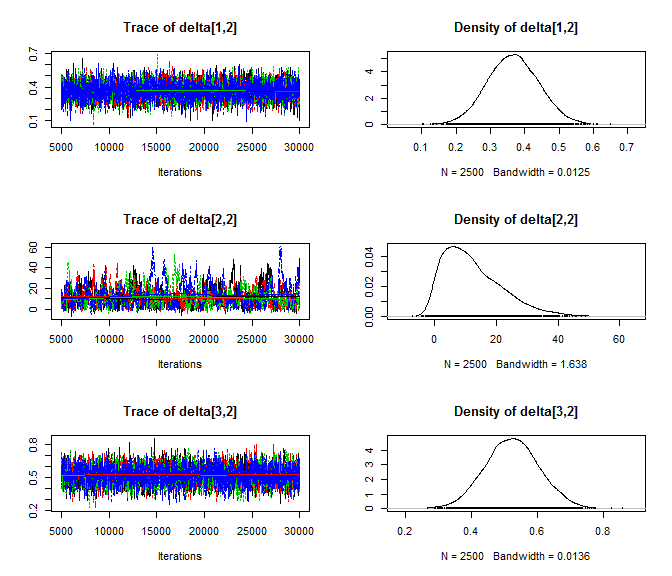 Trace of delta[1,2]
0.1 0.4 0.7
5000 10000 15000 20000 25000 30000
Iterations
Density of delta[1,2]
0 2 4
0.1 0.2 0.3 0.4 0.5 0.6 0.7
N = 2500 Bandwidth = 0.0125
Trace of delta[2,2]
0 20 40 60
5000 10000 15000 20000 25000 30000
Iterations
Density of delta[2,2]
0.00 0.02 0.04
0 20 40 60
N = 2500 Bandwidth = 1.638
Trace of delta[3,2]
0.2 0.5 0.8
5000 10000 15000 20000 25000 30000
Iterations
Density of delta[3,2]
0 1 2 3 4
0.2 0.4 0.6 0.8
N = 2500 Bandwidth = 0.0136